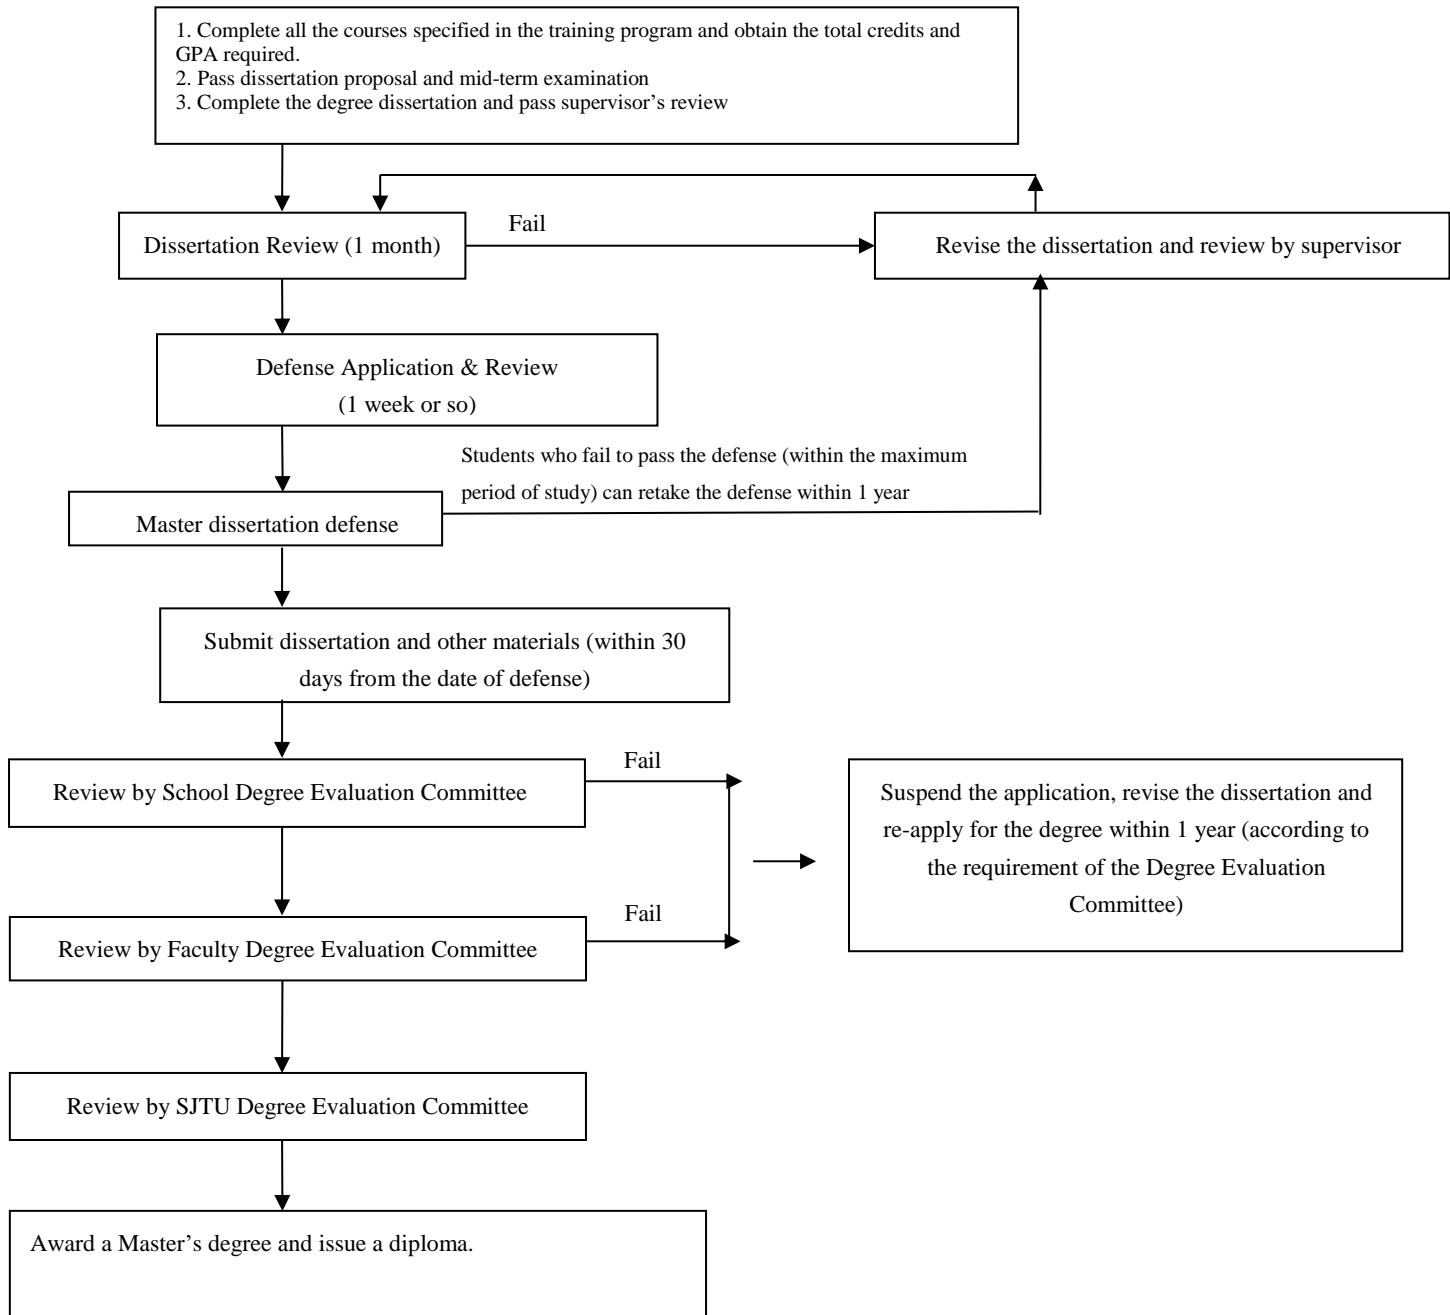 1. Complete all the courses specified in the training program and obtain the total credits and
GPA required.
2. Pass dissertation proposal and mid-term examination
3. Complete the degree dissertation and pass supervisor’s review
Fail
Dissertation Review (1 month)
Revise the dissertation and review by supervisor
Defense Application & Review
(1 week or so)
Students who fail to pass the defense (within the maximum
period of study) can retake the defense within 1 year
Master dissertation defense
Submit dissertation and other materials (within 30
days from the date of defense)
Fail
Review by School Degree Evaluation Committee
Suspend the application, revise the dissertation and
re-apply for the degree within 1 year (according to
the requirement of the Degree Evaluation
Committee)
Fail
Review by Faculty Degree Evaluation Committee
Review by SJTU Degree Evaluation Committee
Award a Master’s degree and issue a diploma.